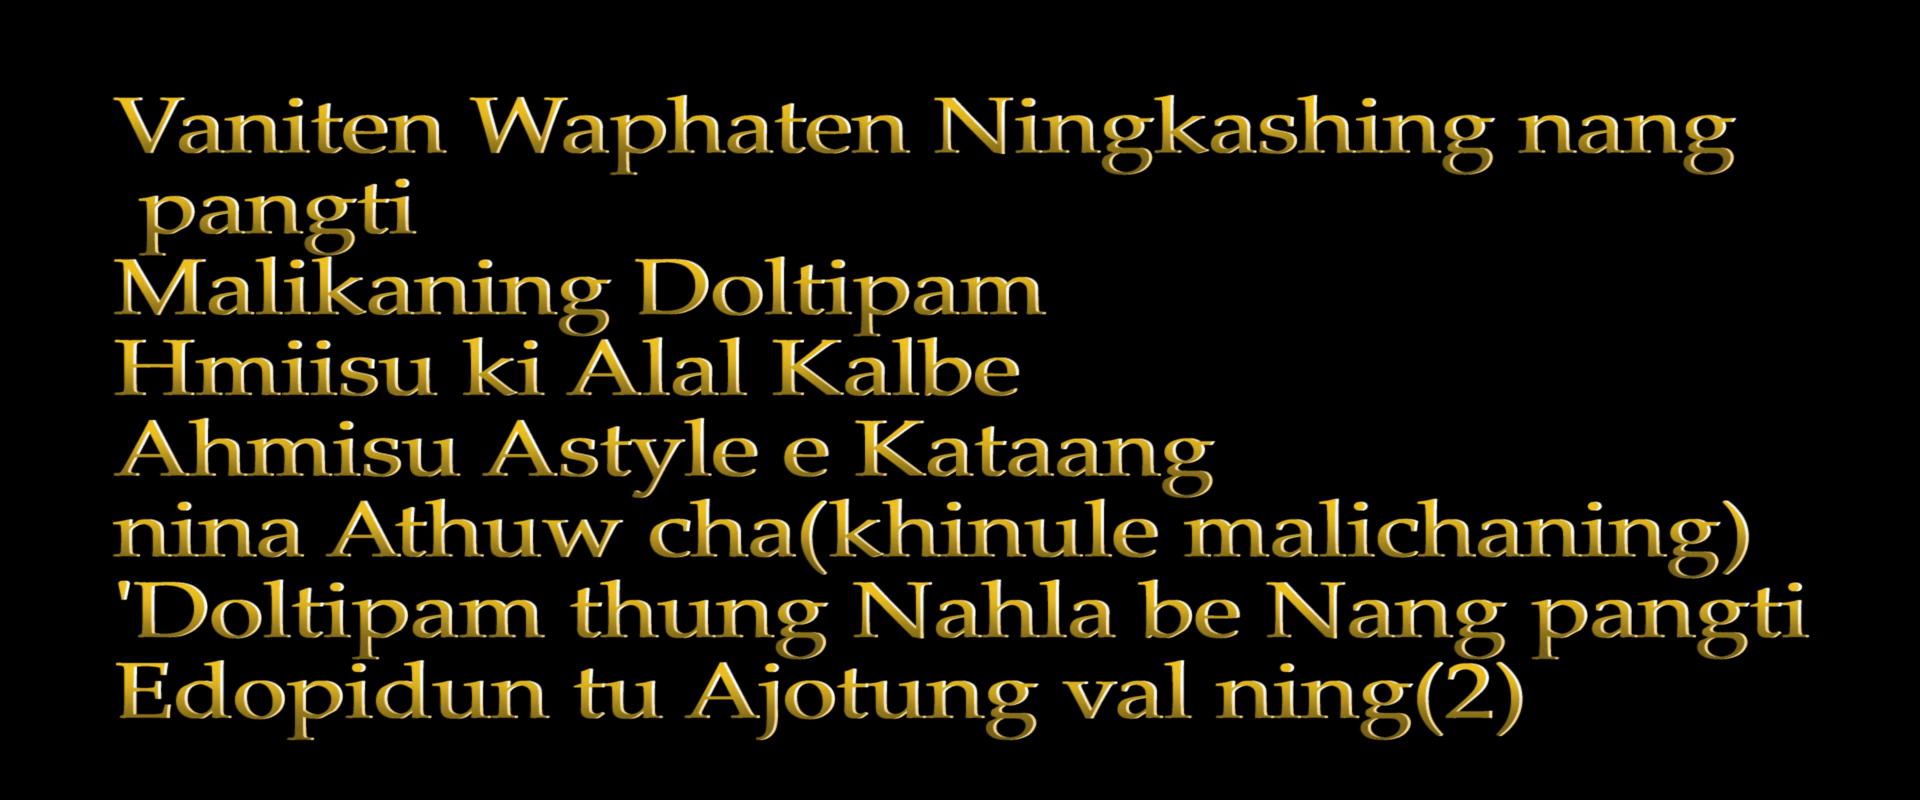 Vaniten Waphaten Ningkashing nang
pangti
Malikaning Doltipam
Hmiisu ki Alal Kalbe
Ahmisu Astyle e Kataang
nina Athuw cha(khinule malichaning)
'Doltipam thung Nahla be Nang pangti
Edopidun tu Ajotung val ning(2)